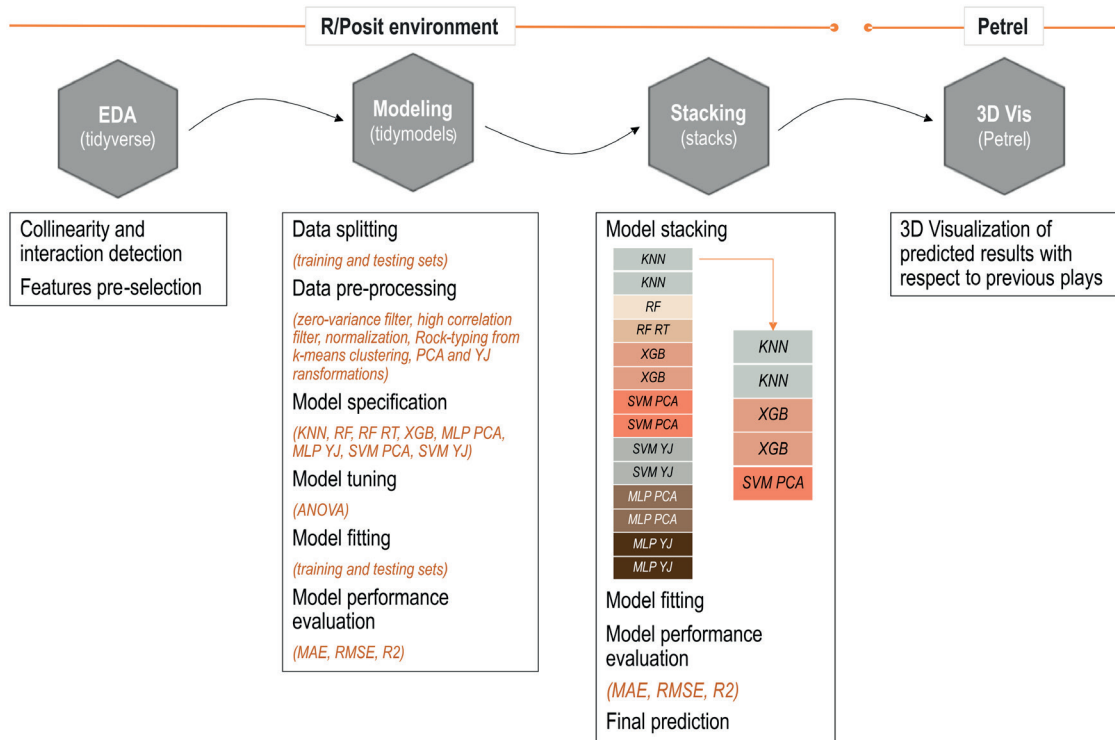 R/Posit environment
Petrel
EDA
(tidyverse)
Modeling
(tidymodels)
Stacking
(stacks)
3D Vis
(Petrel)
Collinearity and
interaction detection
Features pre-selection
Data splitting
(training and testing sets)
Data pre-processing
(zero-variance filter, high correlation
filter, normalization, Rock-typing from
k-means clustering, PCA and YJ
ransformations)
Model specification
(KNN, RF, RF RT, XGB, MLP PCA,
MLP YJ, SVM PCA, SVM YJ)
Model tuning
(ANOVA)
Model fitting
(training and testing sets)
Model performance
evaluation
(MAE, RMSE, R2)
Model stacking
KNN
KNN
RF
RF RT
XGB
XGB
SVM PCA
SVM PCA
SVM YJ
SVM YJ
MLP PCA
MLP PCA
MLP YJ
MLP YJ
KNN
KNN
XGB
XGB
SVM PCA
Model fitting
Model performance
evaluation
(MAE, RMSE, R2)
Final prediction
3D Visualization of
predicted results with
respect to previous plays